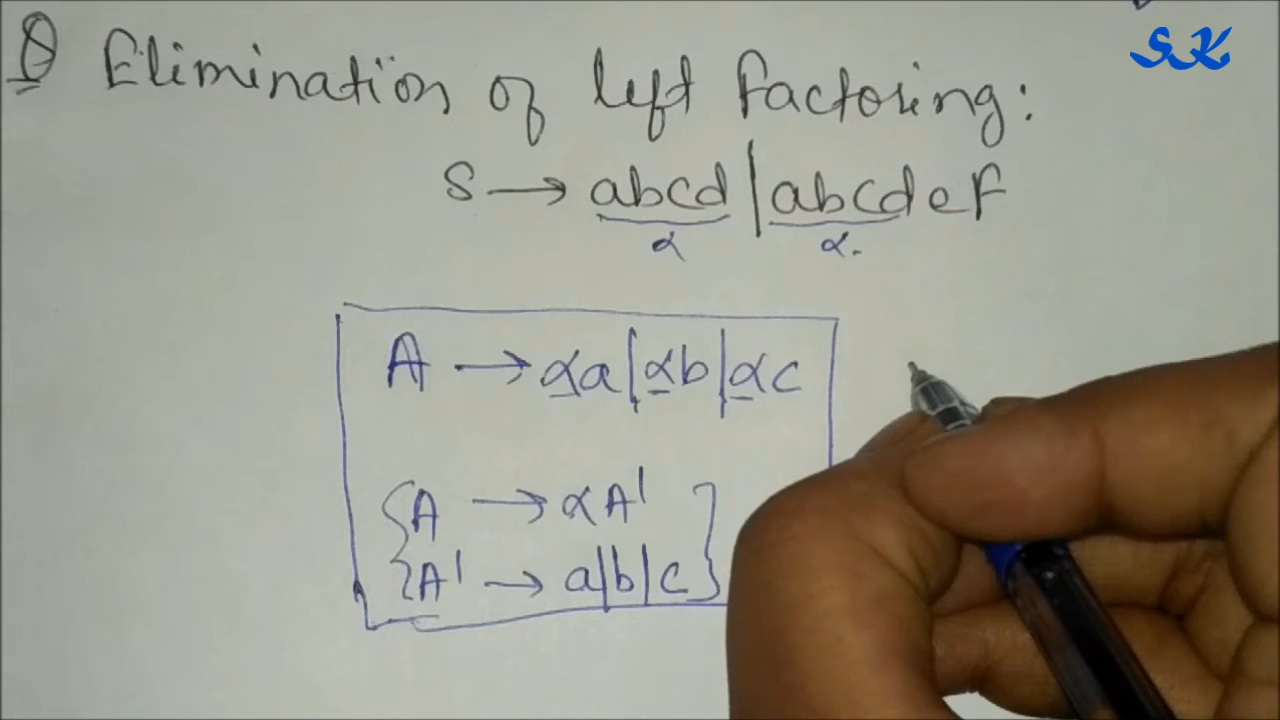 SK
Q Elimination of left factoring:
S → abcd | abcdef
α α.
A → αa | αb | αc
A → αA'
A' → a | b | c